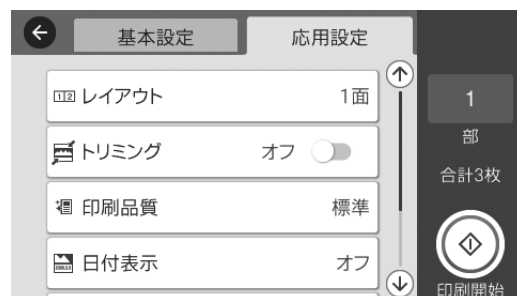 基本設定
応用設定
レイアウト 1面
トリミング オフ
印刷品質 標準
日付表示 オフ
1
部
合計3枚
印刷開始